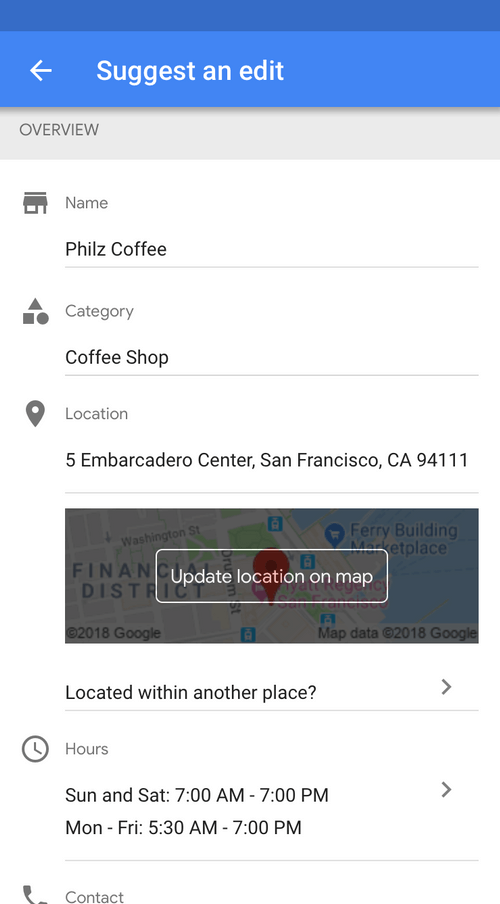 Suggest an edit
OVERVIEW
Name
Philz Coffee
Category
Coffee Shop
Location
5 Embarcadero Center, San Francisco, CA 94111
Washington St
Ferry Building
Marketplace
FINANCIAL
DISTRICT
Drumm St
Update location on map
Hyatt Regency
San Francisco
©2018 Google
Map data ©2018 Google
Located within another place?
Hours
Sun and Sat: 7:00 AM - 7:00 PM
Mon - Fri: 5:30 AM - 7:00 PM
Contact